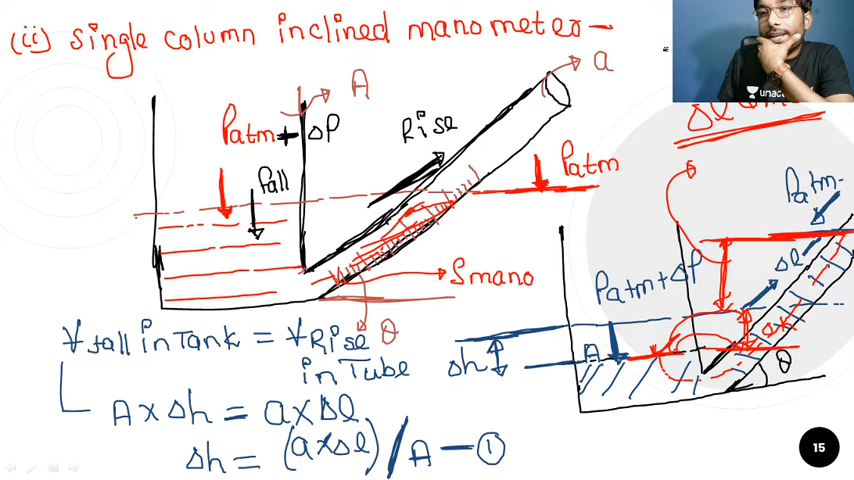 (ii) Single column inclined manometer –
A
a
unac
Patm + ΔP
Rise
fall
Patm
Patm
Δl
Patm+ΔP
Smano
θ
θ
A
Δh
∀ fall in Tank = ∀ Rise
in Tube
A x Δh = a x Δl
Δh = (a x Δl) / A — ①
15